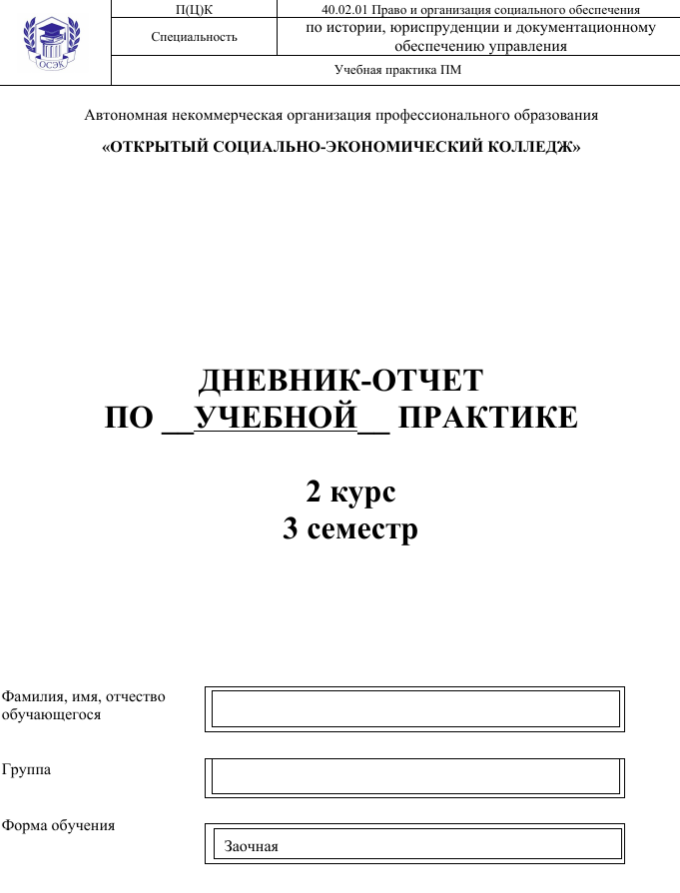 П(Ц)К
40.02.01 Право и организация социального обеспечения
Специальность
по истории, юриспруденции и документационному
обеспечению управления
Учебная практика ПМ
ОСЭК
Автономная некоммерческая организация профессионального образования
«ОТКРЫТЫЙ СОЦИАЛЬНО-ЭКОНОМИЧЕСКИЙ КОЛЛЕДЖ»
ДНЕВНИК-ОТЧЕТ
ПО __УЧЕБНОЙ__ ПРАКТИКЕ
2 курс
3 семестр
Фамилия, имя, отчество
обучающегося
Группа
Форма обучения
Заочная